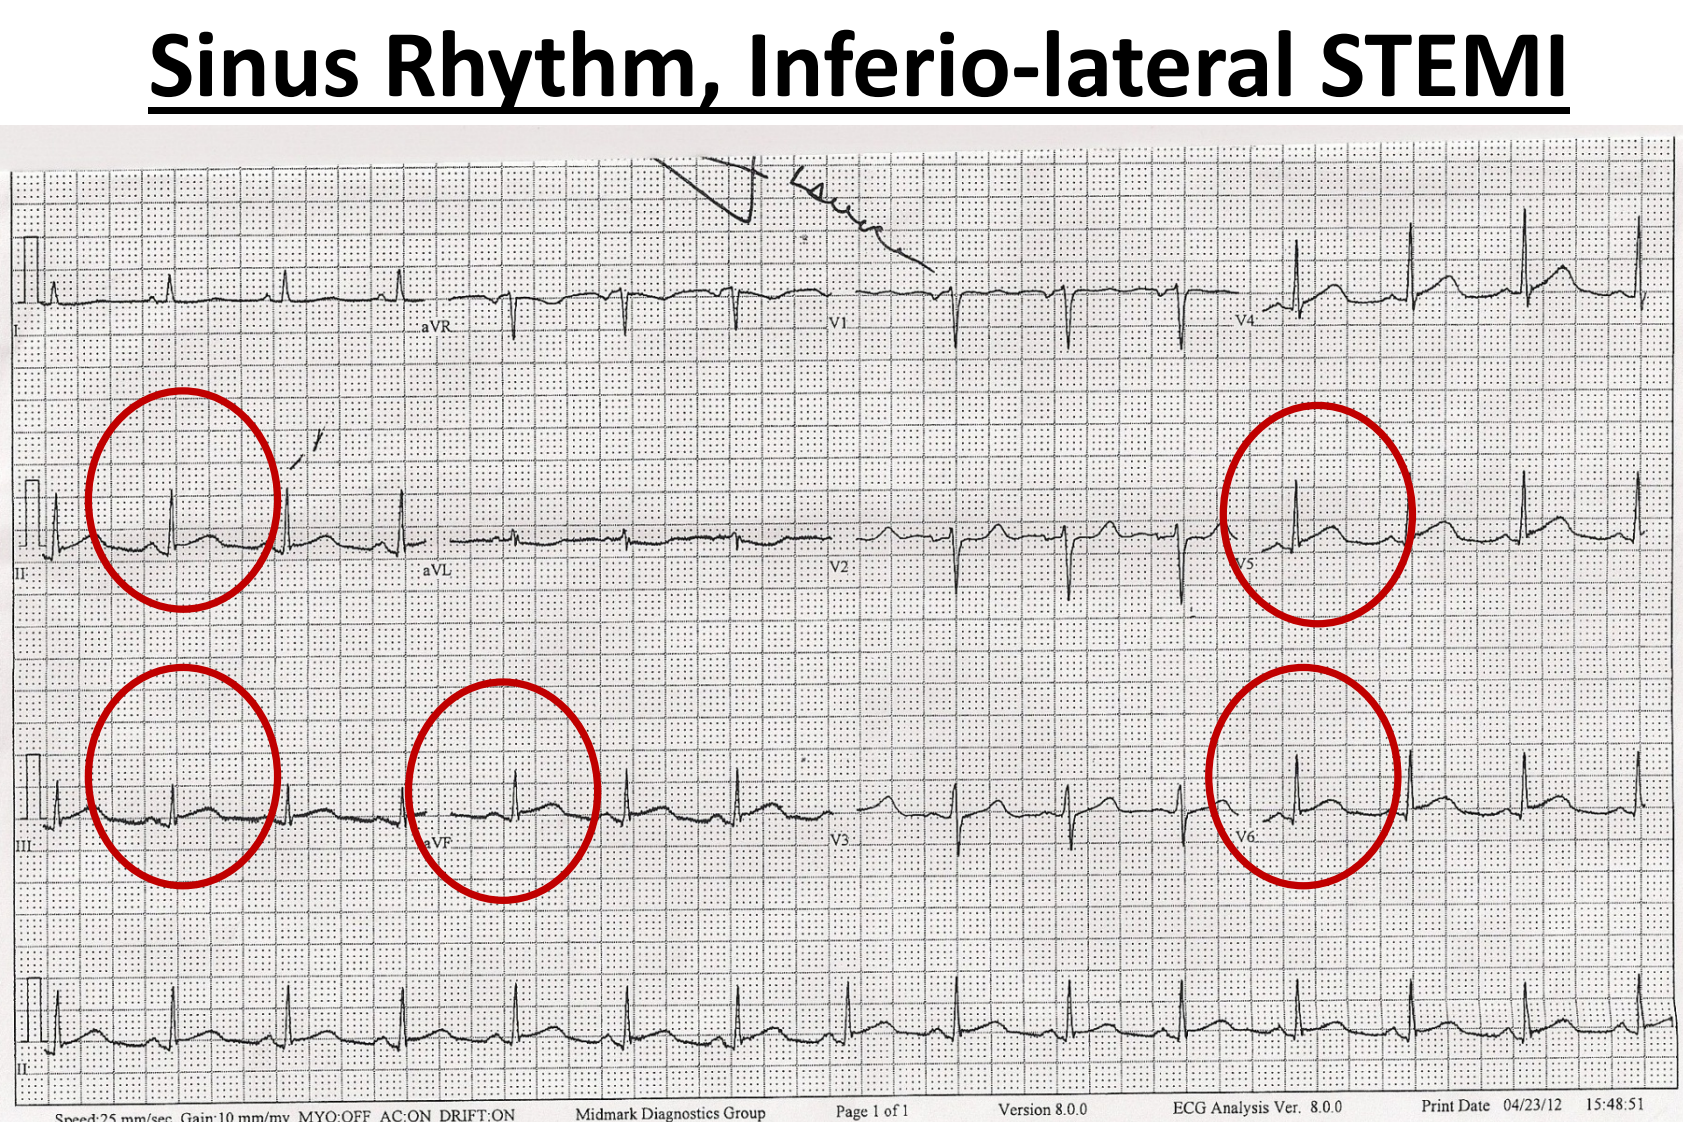 Sinus Rhythm, Inferio-lateral STEMI
I aVR V1 V4
II aVL V2 V5
III aVF V3 V6
II
Speed:25 mm/sec Gain:10 mm/mv MYO:OFF AC:ON DRIFT:ON Midmark Diagnostics Group Page 1 of 1 Version 8.0.0 ECG Analysis Ver. 8.0.0 Print Date 04/23/12 15:48:51